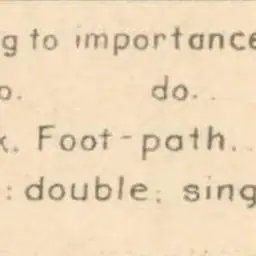 g to importance
o. do. .
k. Foot-path. .
: double; sing